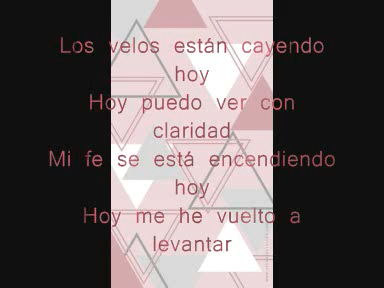 Los velos están cayendo
hoy
Hoy puedo ver con
claridad
Mi fe se está encendiendo
hoy
Hoy me he vuelto a
levantar